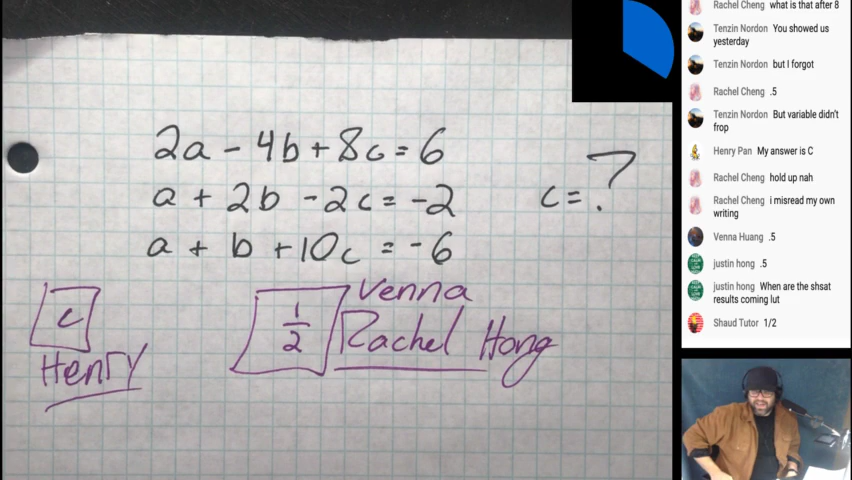 2a - 4b + 8c = 6
a + 2b - 2c = -2
a + b + 10c = -6
c = ?
c
Henry
1/2
Venna
Rachel Hong
Rachel Cheng what is that after 8
Tenzin Nordon You showed us
yesterday
Tenzin Nordon but I forgot
Rachel Cheng .5
Tenzin Nordon But variable didn't
frop
Henry Pan My answer is C
Rachel Cheng hold up nah
Rachel Cheng i misread my own
writing
Venna Huang .5
justin hong .5
justin hong When are the shsat
results coming lut
Shaud Tutor 1/2